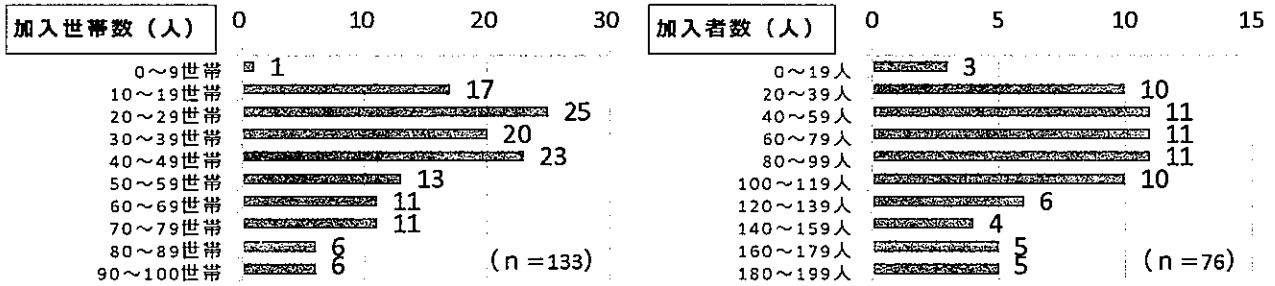 加入世帯数（人）
0 10 20 30
0～9世帯 1
10～19世帯 17
20～29世帯 25
30～39世帯 20
40～49世帯 23
50～59世帯 13
60～69世帯 11
70～79世帯 11
80～89世帯 6
90～100世帯 6
（n＝133）
加入者数（人）
0 5 10 15
0～19人 3
20～39人 10
40～59人 11
60～79人 11
80～99人 11
100～119人 10
120～139人 6
140～159人 4
160～179人 5
180～199人 5
（n＝76）